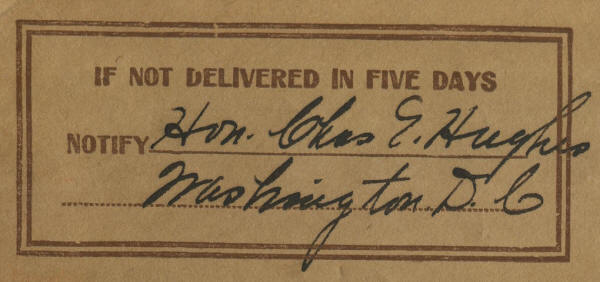 IF NOT DELIVERED IN FIVE DAYS
NOTIFY Hon. Chas E. Hughes
Washington D. C